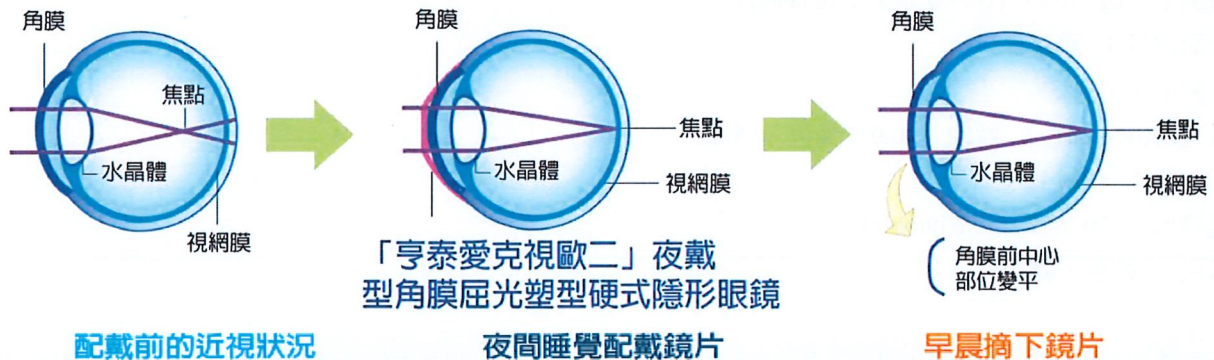 角膜
焦點
水晶體
視網膜
配戴前的近視狀況
角膜
焦點
水晶體
視網膜
「亨泰愛克視歐二」夜戴
型角膜屈光塑型硬式隱形眼鏡
夜間睡覺配戴鏡片
角膜
焦點
水晶體
視網膜
角膜前中心
部位變平
早晨摘下鏡片